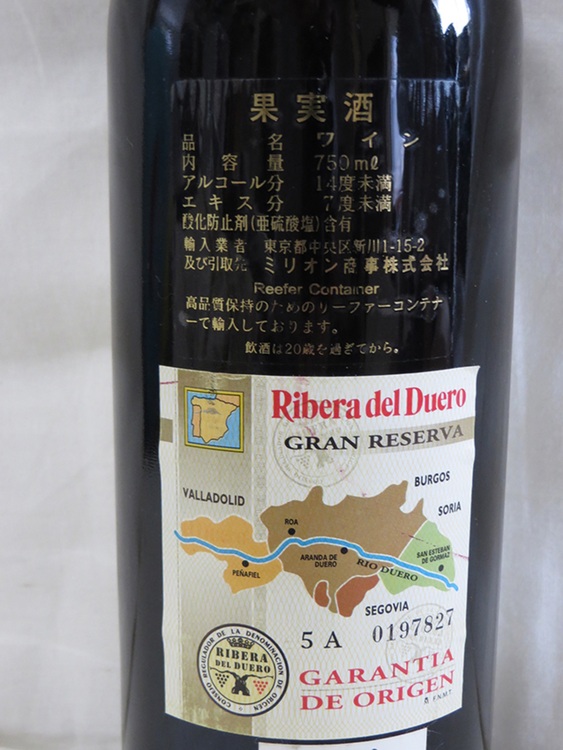 果実酒
品名 ワイン
内容量 750mℓ
アルコール分 14度未満
エキス分 7度未満
酸化防止剤(亜硫酸塩)含有
輸入業者 東京都中央区新川1-15-2
及び引取先 ミリオン商事株式会社
Reefer Container
高品質保持のためのリーファーコンテナ
ーで輸入しております。
飲酒は20歳を過ぎてから。
Ribera del Duero
GRAN RESERVA
BURGOS
VALLADOLID
SORIA
ROA
ARANDA DE
DUERO
SAN ESTEBAN
DE GORMAZ
RIO DUERO
PEÑAFIEL
SEGOVIA
5 A 0197827
CONSEJO REGULADOR DE LA DENOMINACION DE ORIGEN
RIBERA
DEL DUERO
GARANTIA
DE ORIGEN
F.N.M.T.